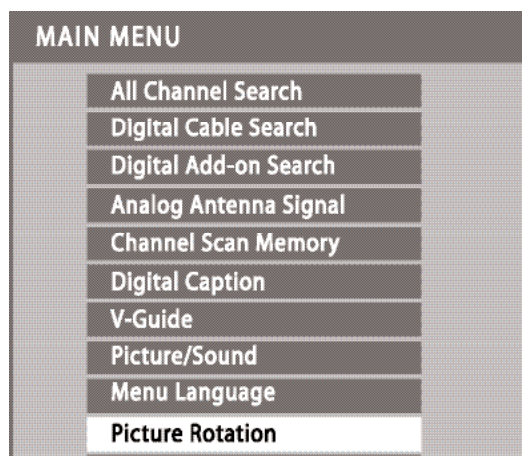 MAIN MENU
All Channel Search
Digital Cable Search
Digital Add-on Search
Analog Antenna Signal
Channel Scan Memory
Digital Caption
V-Guide
Picture/Sound
Menu Language
Picture Rotation